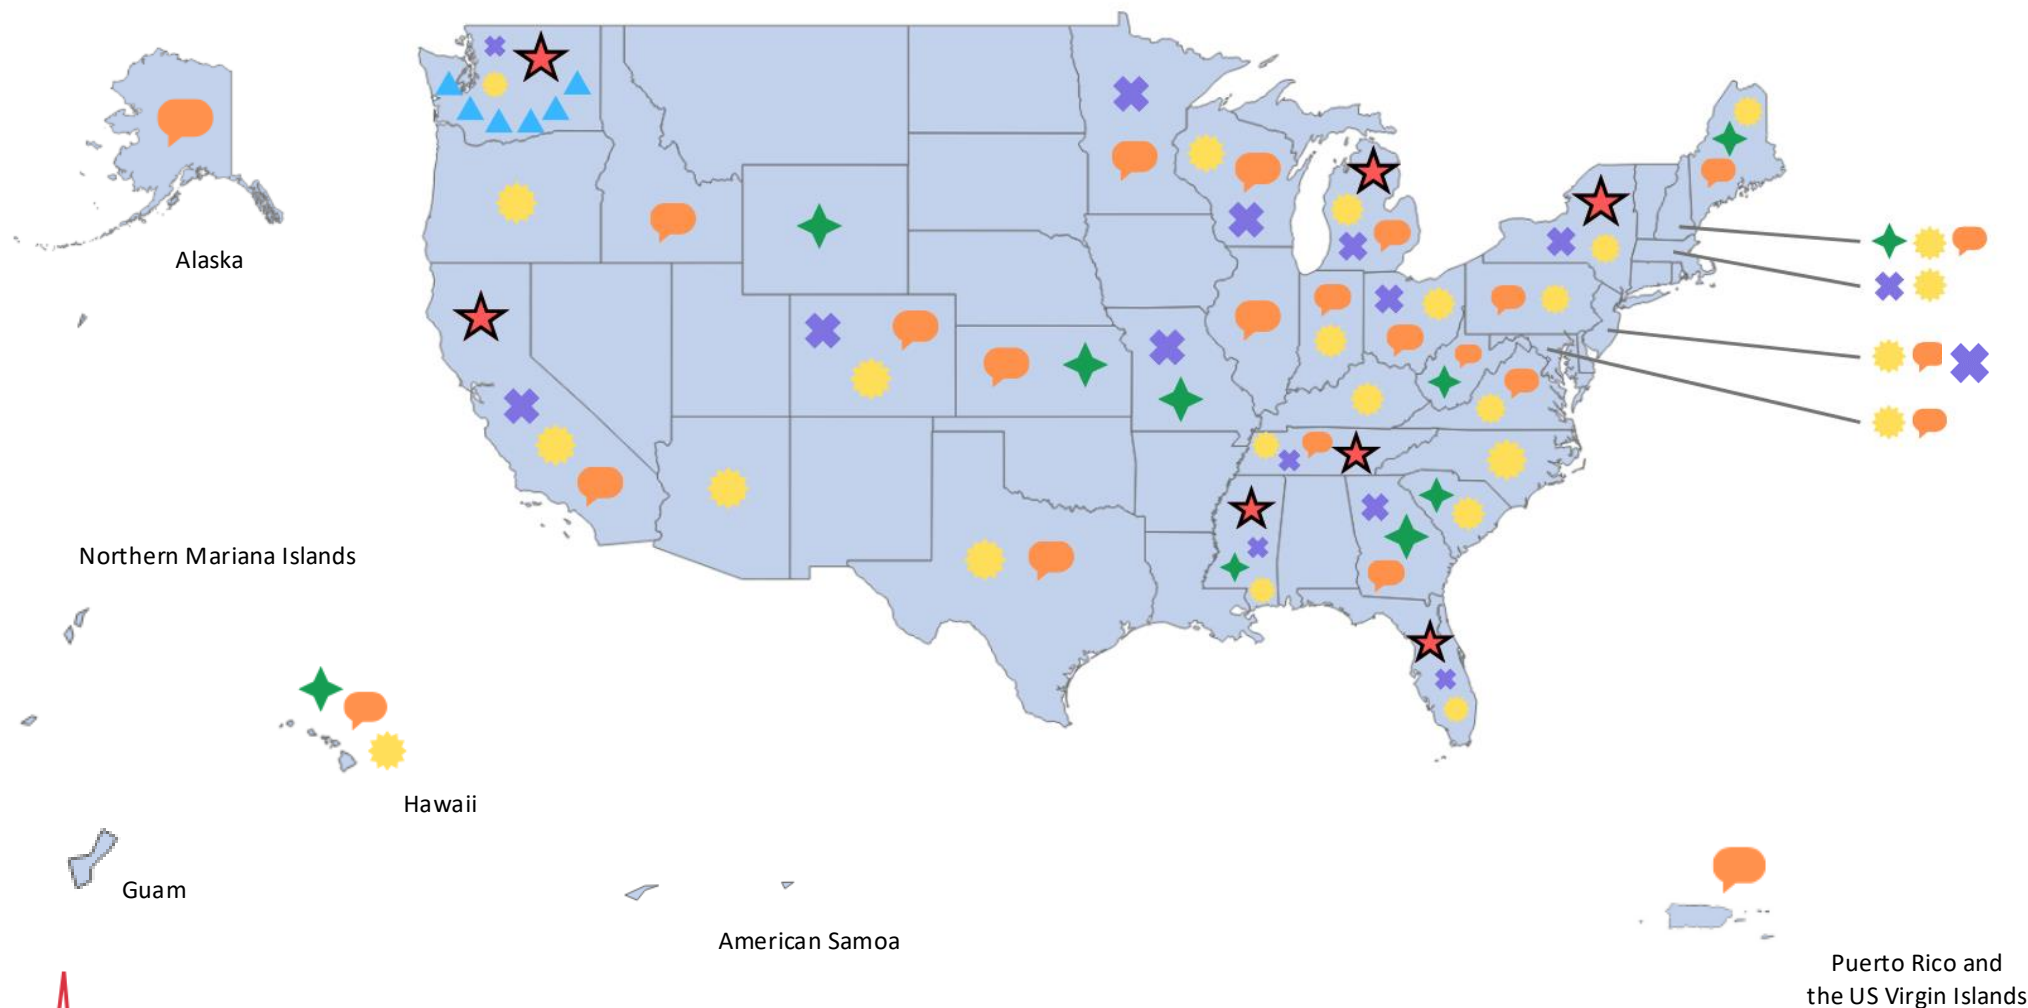 Alaska
Northern Mariana Islands
Hawaii
Guam
American Samoa
Puerto Rico and
the US Virgin Islands